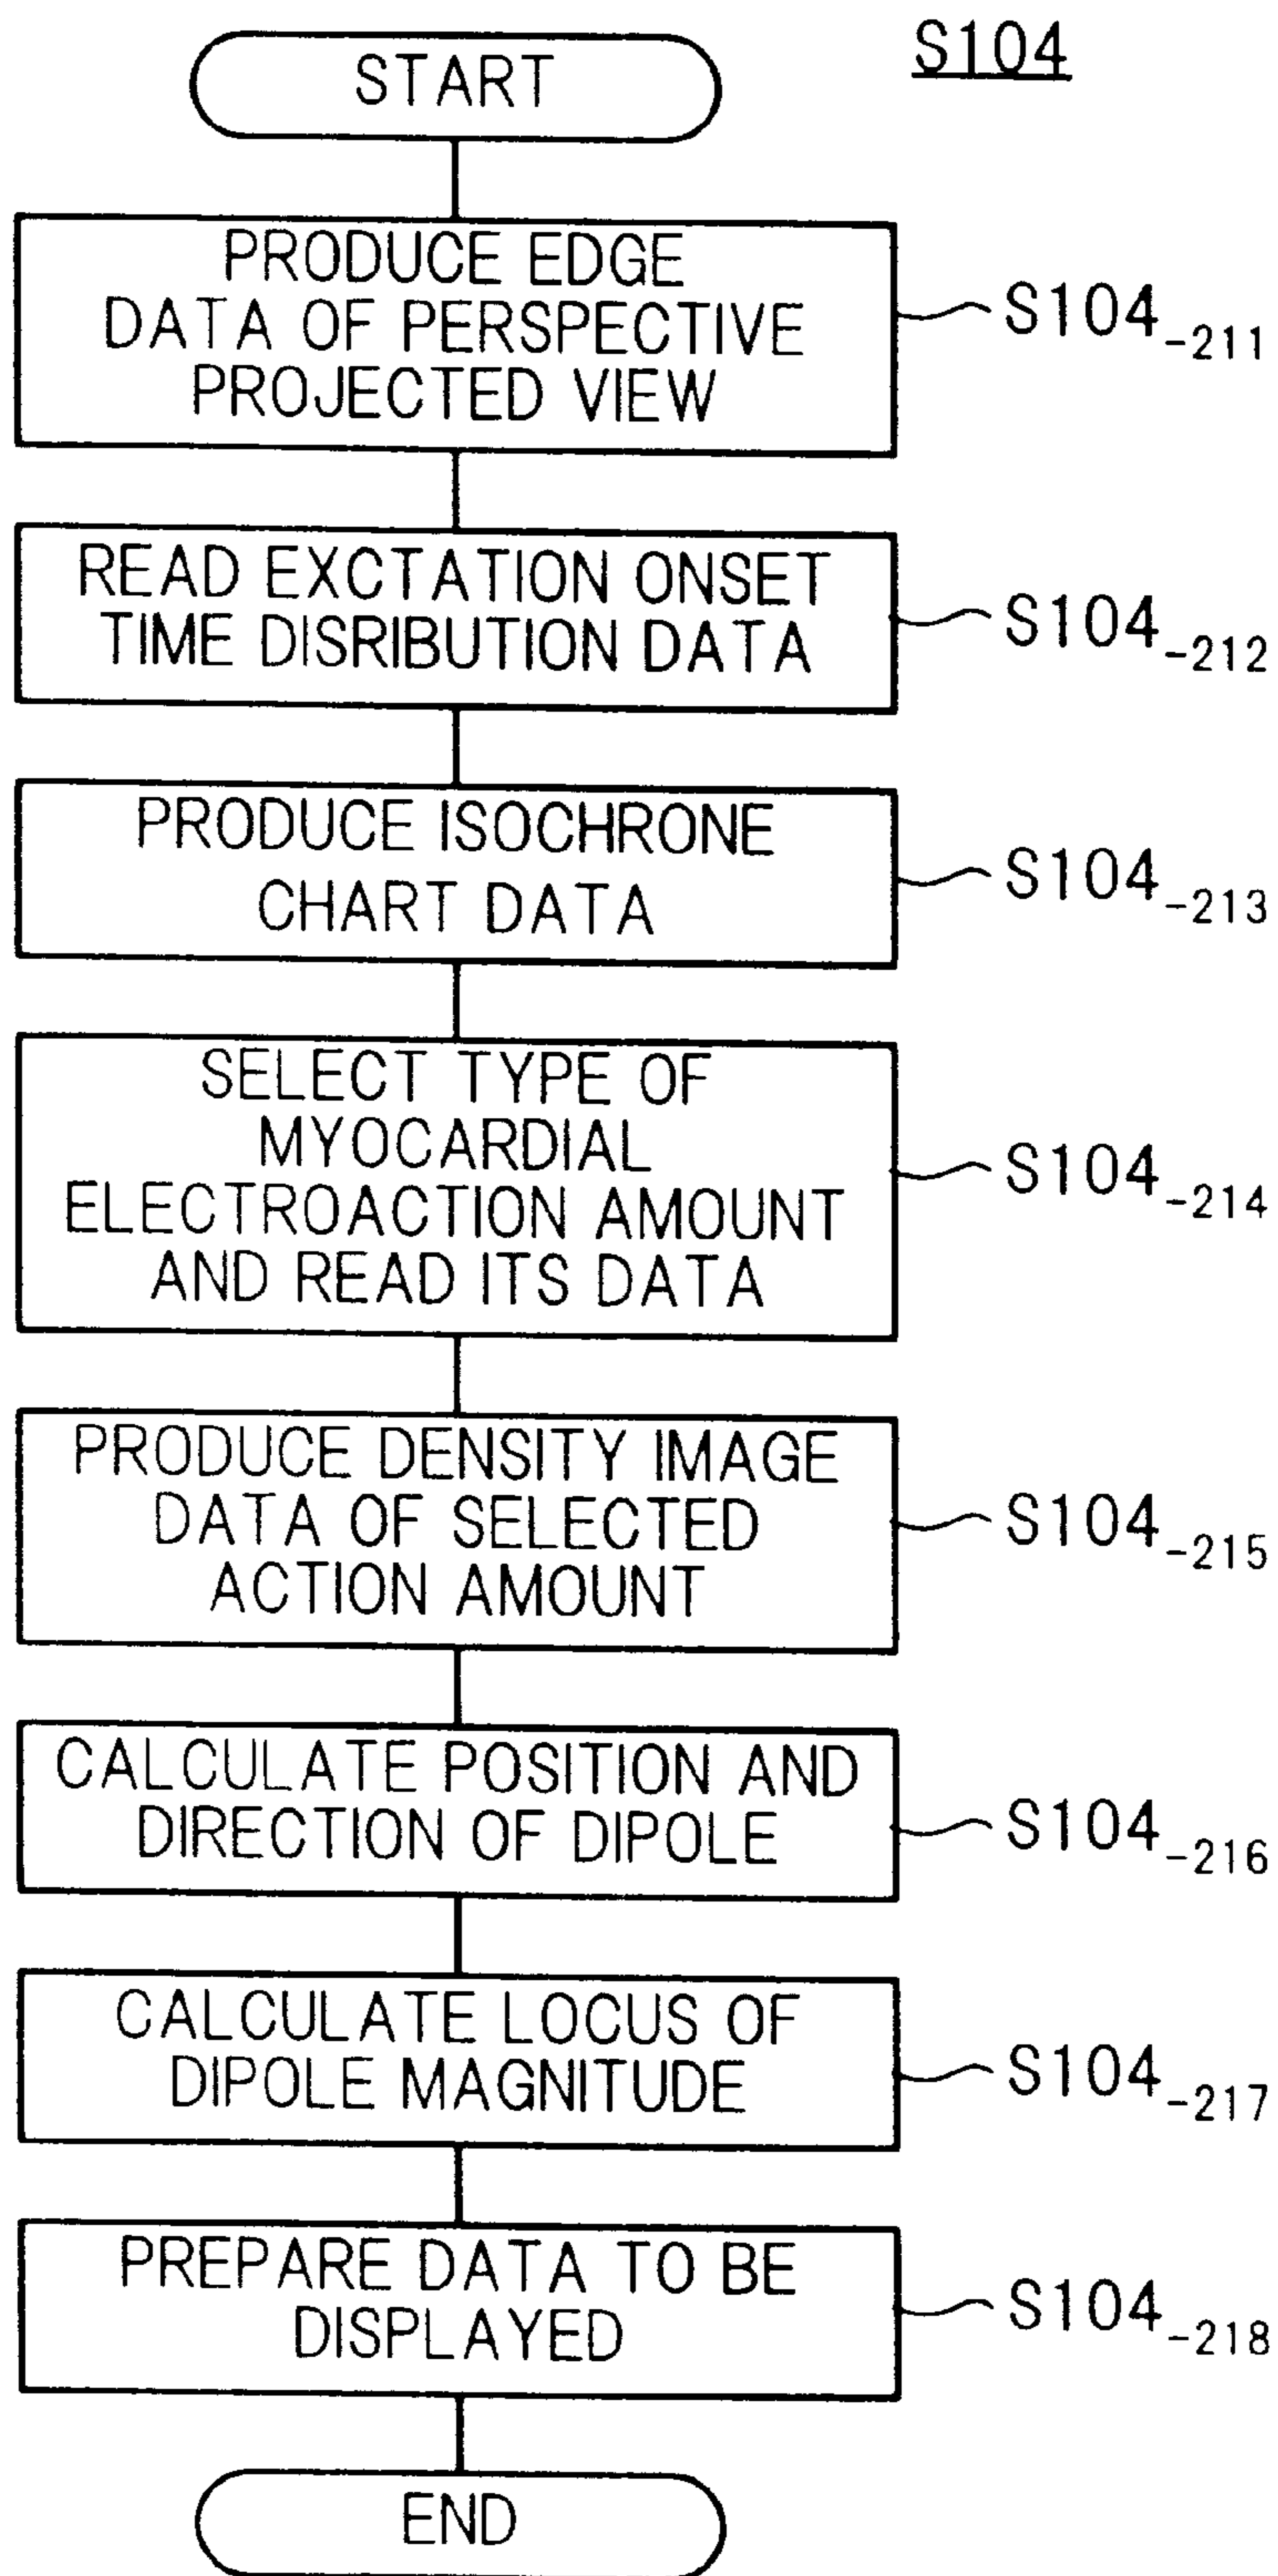 S104
START
PRODUCE EDGE
DATA OF PERSPECTIVE
PROJECTED VIEW
S104-211
READ EXCTATION ONSET
TIME DISRIBUTION DATA
S104-212
PRODUCE ISOCHRONE
CHART DATA
S104-213
SELECT TYPE OF
MYOCARDIAL
ELECTROACTION AMOUNT
AND READ ITS DATA
S104-214
PRODUCE DENSITY IMAGE
DATA OF SELECTED
ACTION AMOUNT
S104-215
CALCULATE POSITION AND
DIRECTION OF DIPOLE
S104-216
CALCULATE LOCUS OF
DIPOLE MAGNITUDE
S104-217
PREPARE DATA TO BE
DISPLAYED
S104-218
END